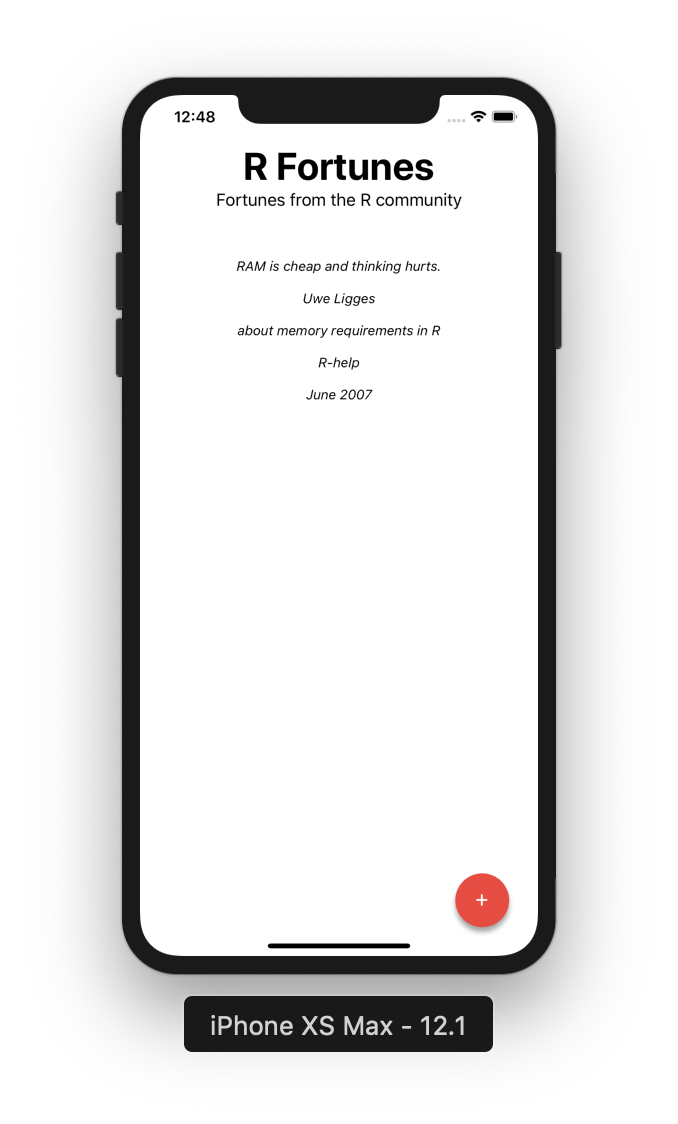 12:48
R Fortunes
Fortunes from the R community
RAM is cheap and thinking hurts.
Uwe Ligges
about memory requirements in R
R-help
June 2007
+
iPhone XS Max - 12.1